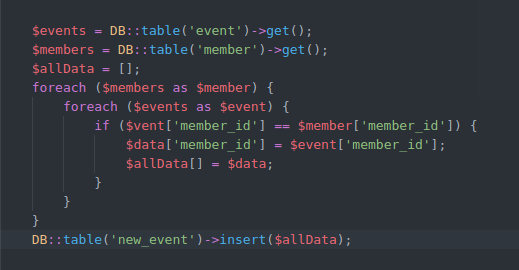 $events = DB::table('event')->get();
$members = DB::table('member')->get();
$allData = [];
foreach ($members as $member) {
foreach ($events as $event) {
if ($vent['member_id'] == $member['member_id']) {
$data['member_id'] = $event['member_id'];
$allData[] = $data;
}
}
}
DB::table('new_event')->insert($allData);